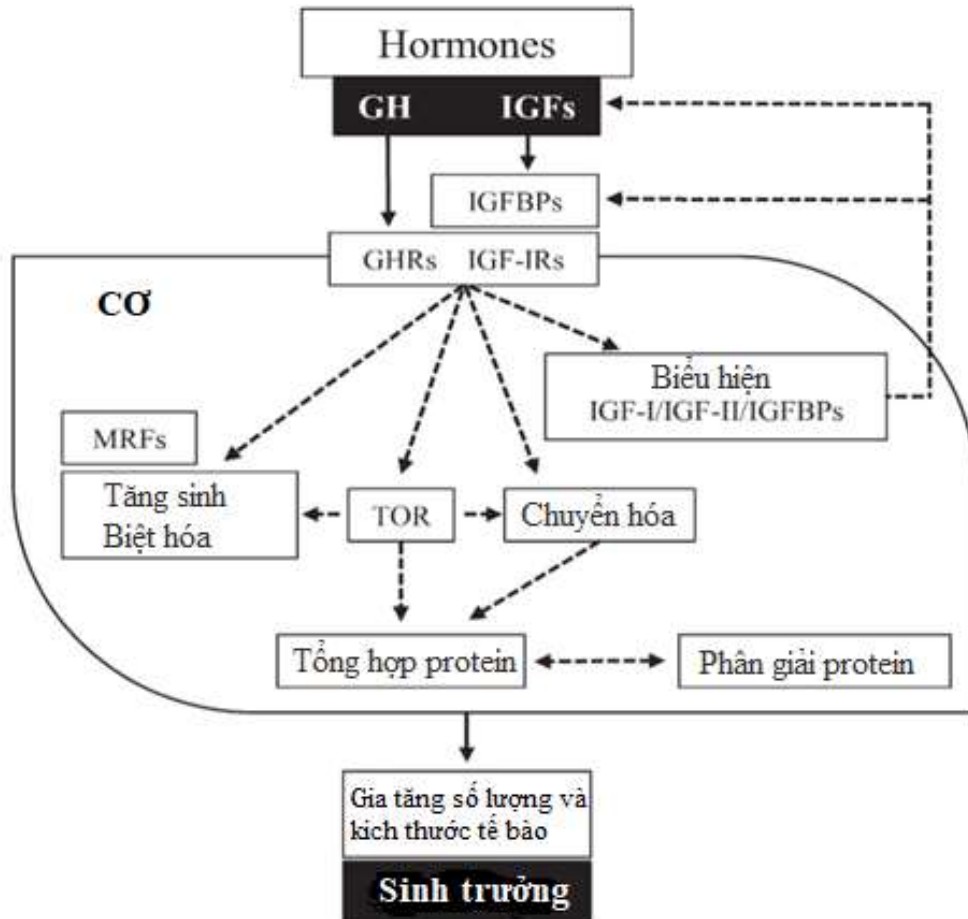 Hormones
GH IGFs
IGFBPs
GHRs IGF-IRs
CƠ
Biểu hiện
IGF-I/IGF-II/IGFBPs
MRFs
Tăng sinh
Biệt hóa
TOR
Chuyển hóa
Tổng hợp protein
Phân giải protein
Gia tăng số lượng và
kich thước tế bào
Sinh trưởng